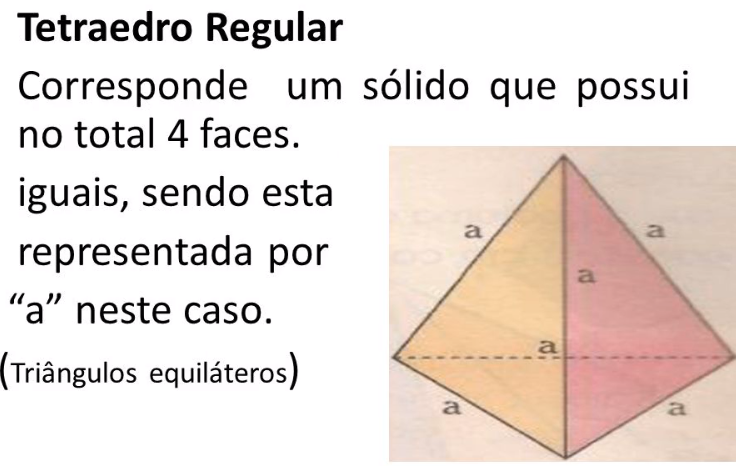 Tetraedro Regular
Corresponde um sólido que possui
no total 4 faces.
iguais, sendo esta
representada por
“a” neste caso.
(Triângulos equiláteros)
a
a
a
a
a
a